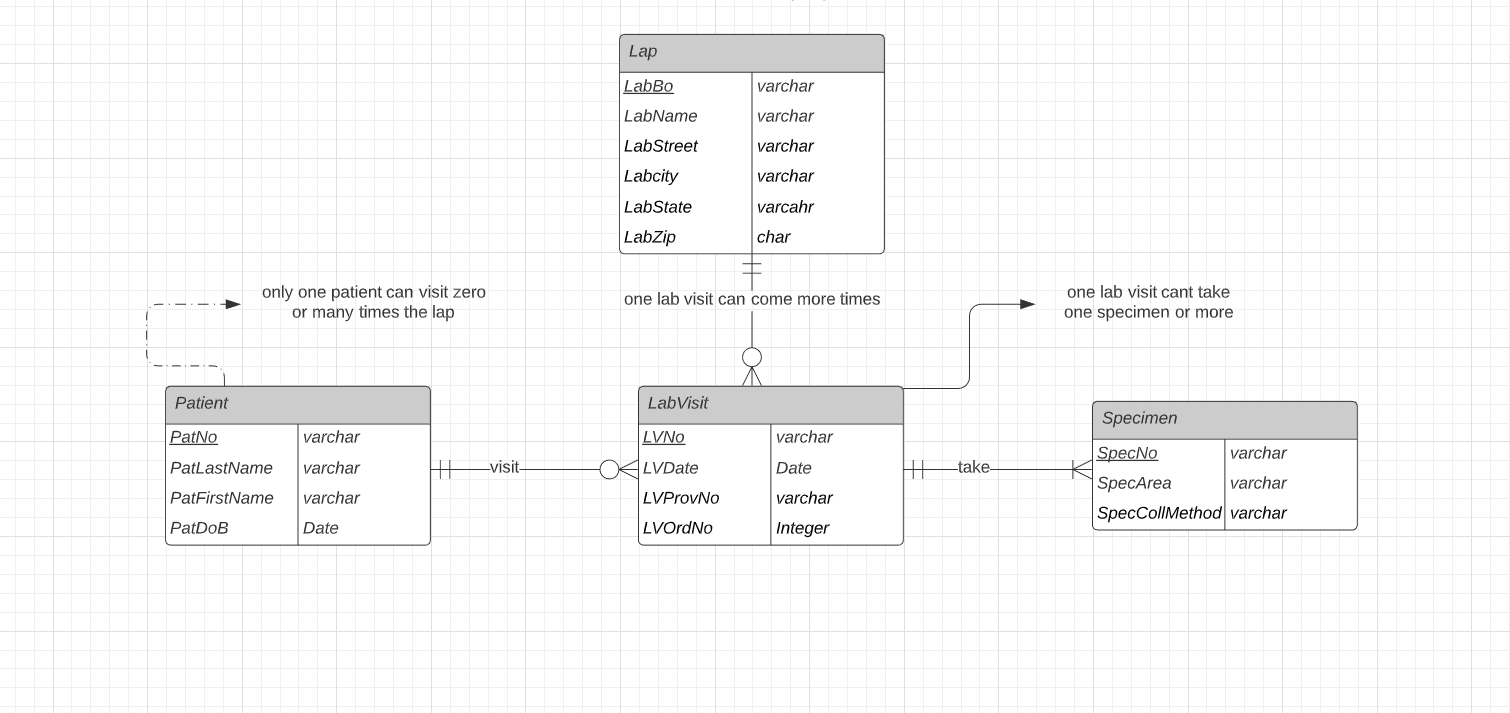 Lap
LabBo varchar
LabName varchar
LabStreet varchar
Labcity varchar
LabState varcahr
LabZip char
only one patient can visit zero
or many times the lap
one lab visit can come more times
one lab visit cant take
one specimen or more
Patient
PatNo varchar
PatLastName varchar
PatFirstName varchar
PatDoB Date
visit
LabVisit
LVNo varchar
LVDate Date
LVProvNo varchar
LVOrdNo Integer
take
Specimen
SpecNo varchar
SpecArea varchar
SpecCollMethod varchar